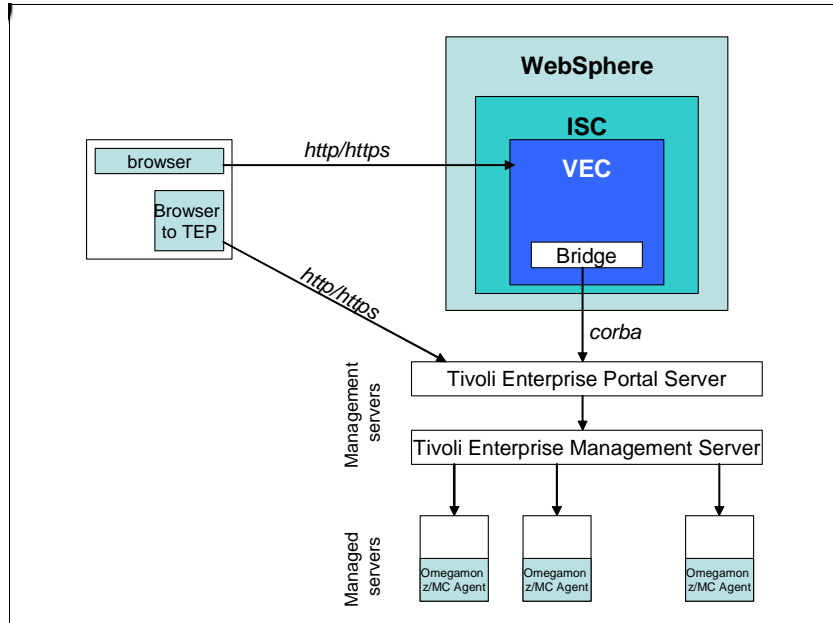 WebSphere
ISC
VEC
browser
http/https
Browser
to TEP
Bridge
http/https
corba
Tivoli Enterprise Portal Server
Management
servers
Tivoli Enterprise Management Server
Managed
servers
Omegamon
z/MC Agent
Omegamon
z/MC Agent
Omegamon
z/MC Agent